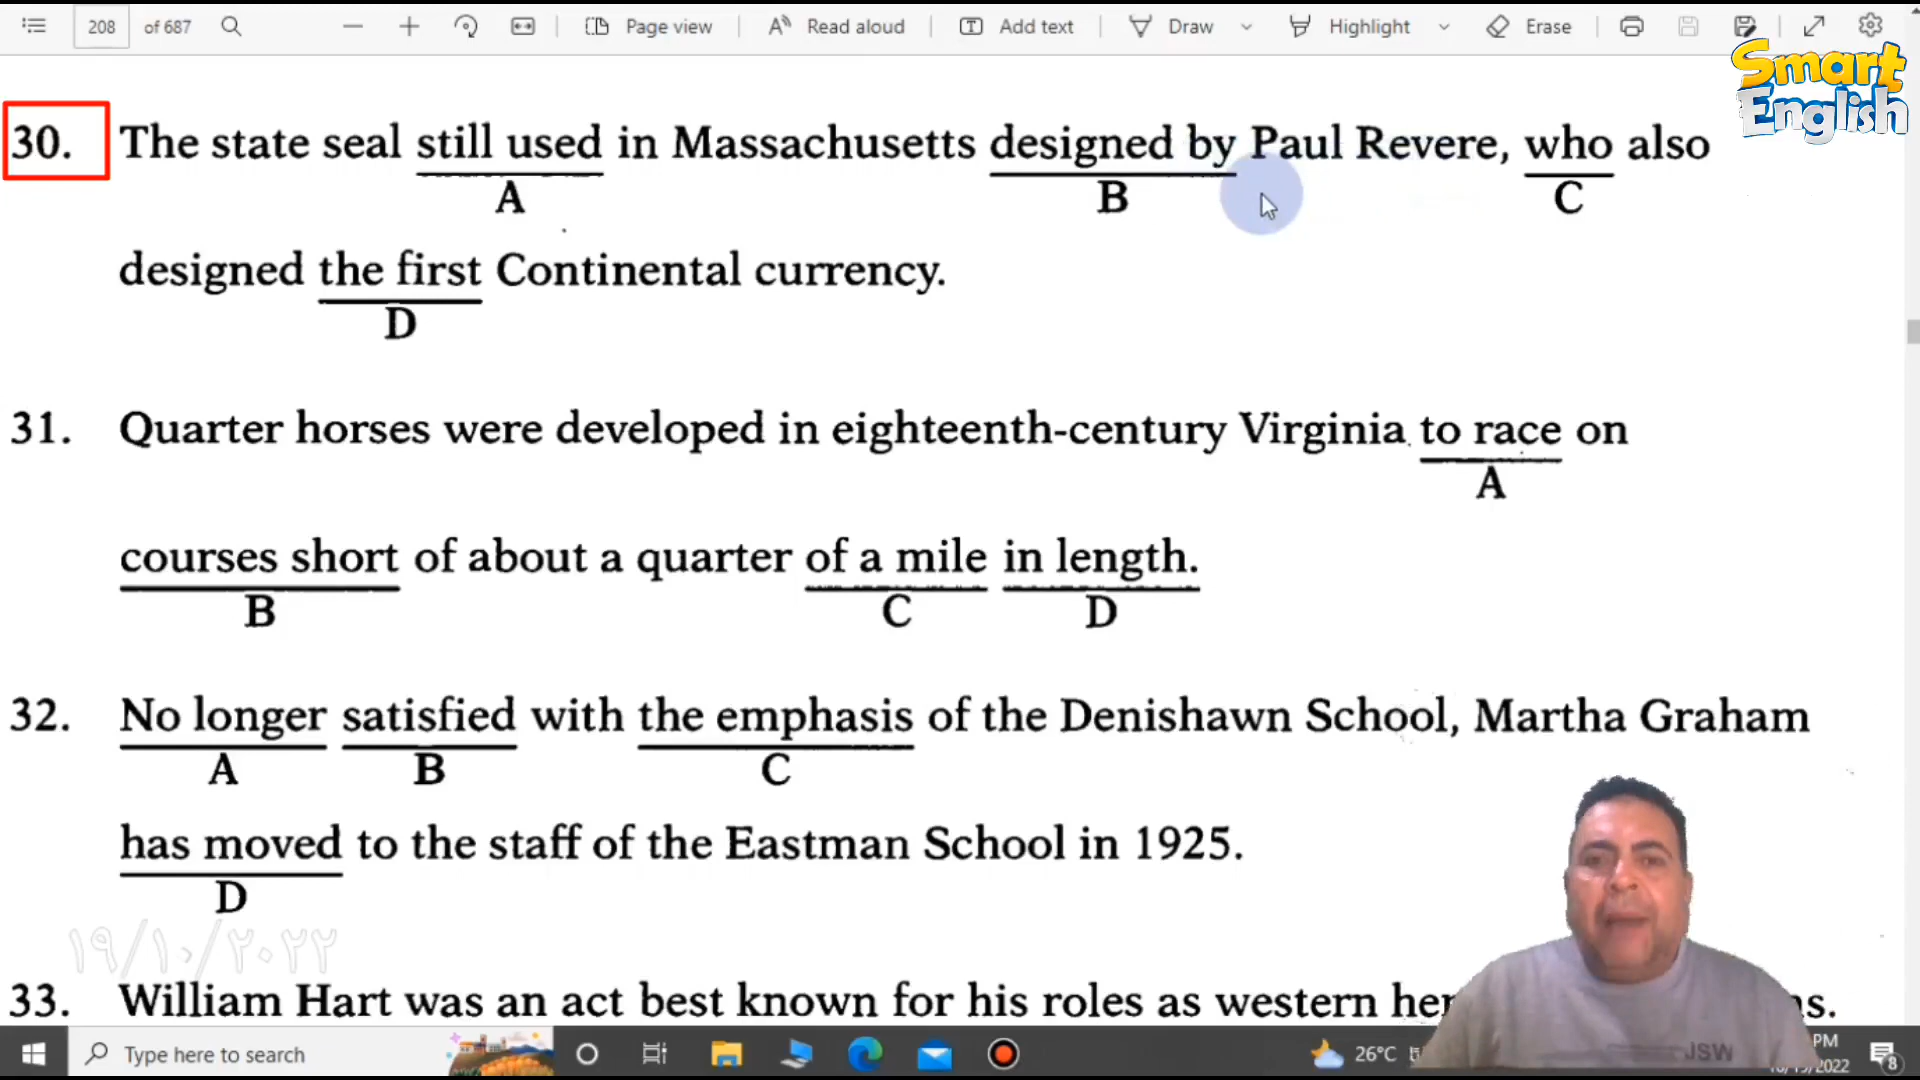 208 of 687 Page view Read aloud Add text Draw Highlight Erase
Smart
English
30. The state seal still used in Massachusetts designed by Paul Revere, who also
A B C
designed the first Continental currency.
D
31. Quarter horses were developed in eighteenth-century Virginia to race on
A
courses short of about a quarter of a mile in length.
B C D
32. No longer satisfied with the emphasis of the Denishawn School, Martha Graham
A B C
has moved to the staff of the Eastman School in 1925.
D
١٩/١٠/٢٠٢٢
33. William Hart was an act best known for his roles as western
Type here to search 26°C PM
JSW
8